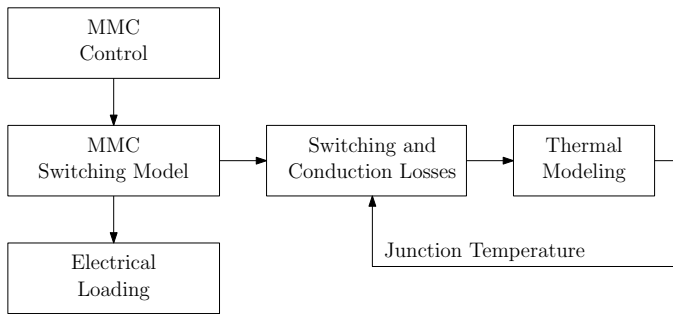 MMC
Control
MMC
Switching Model
Switching and
Conduction Losses
Thermal
Modeling
Junction Temperature
Electrical
Loading